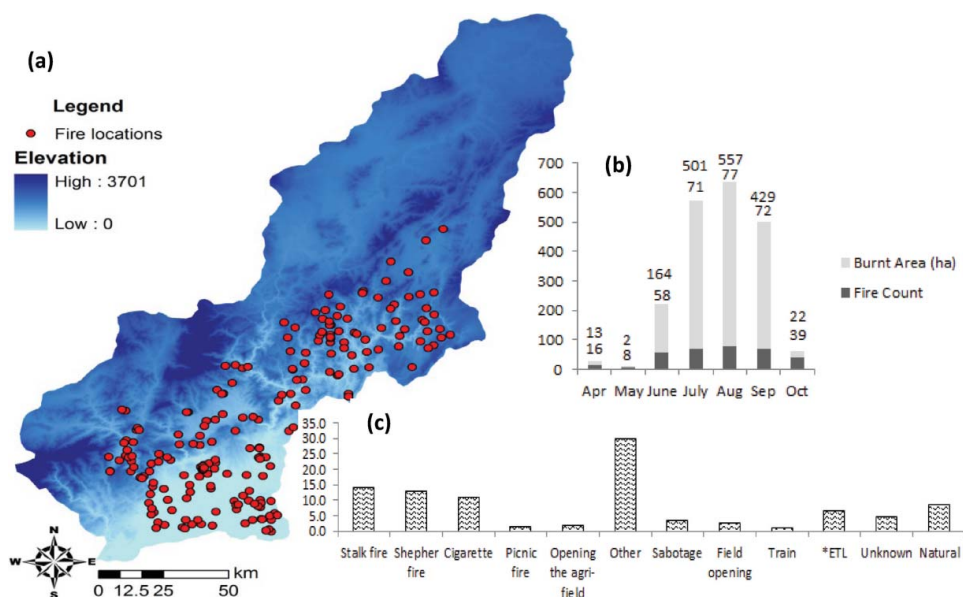 (a)
Legend
Fire locations
Elevation
High : 3701
Low : 0
N
W E
S
km
0 12.5 25 50
(b)
700
600
500
400
300
200
100
0
13
16
2
8
164
58
501
71
557
77
429
72
22
39
Apr May June July Aug Sep Oct
Burnt Area (ha)
Fire Count
(c)
35.0
30.0
25.0
20.0
15.0
10.0
5.0
0.0
Stalk fire Shepher Cigarette Picnic Opening Other Sabotage Field Train *ETL Unknown Natural
fire fire the agri- opening
field